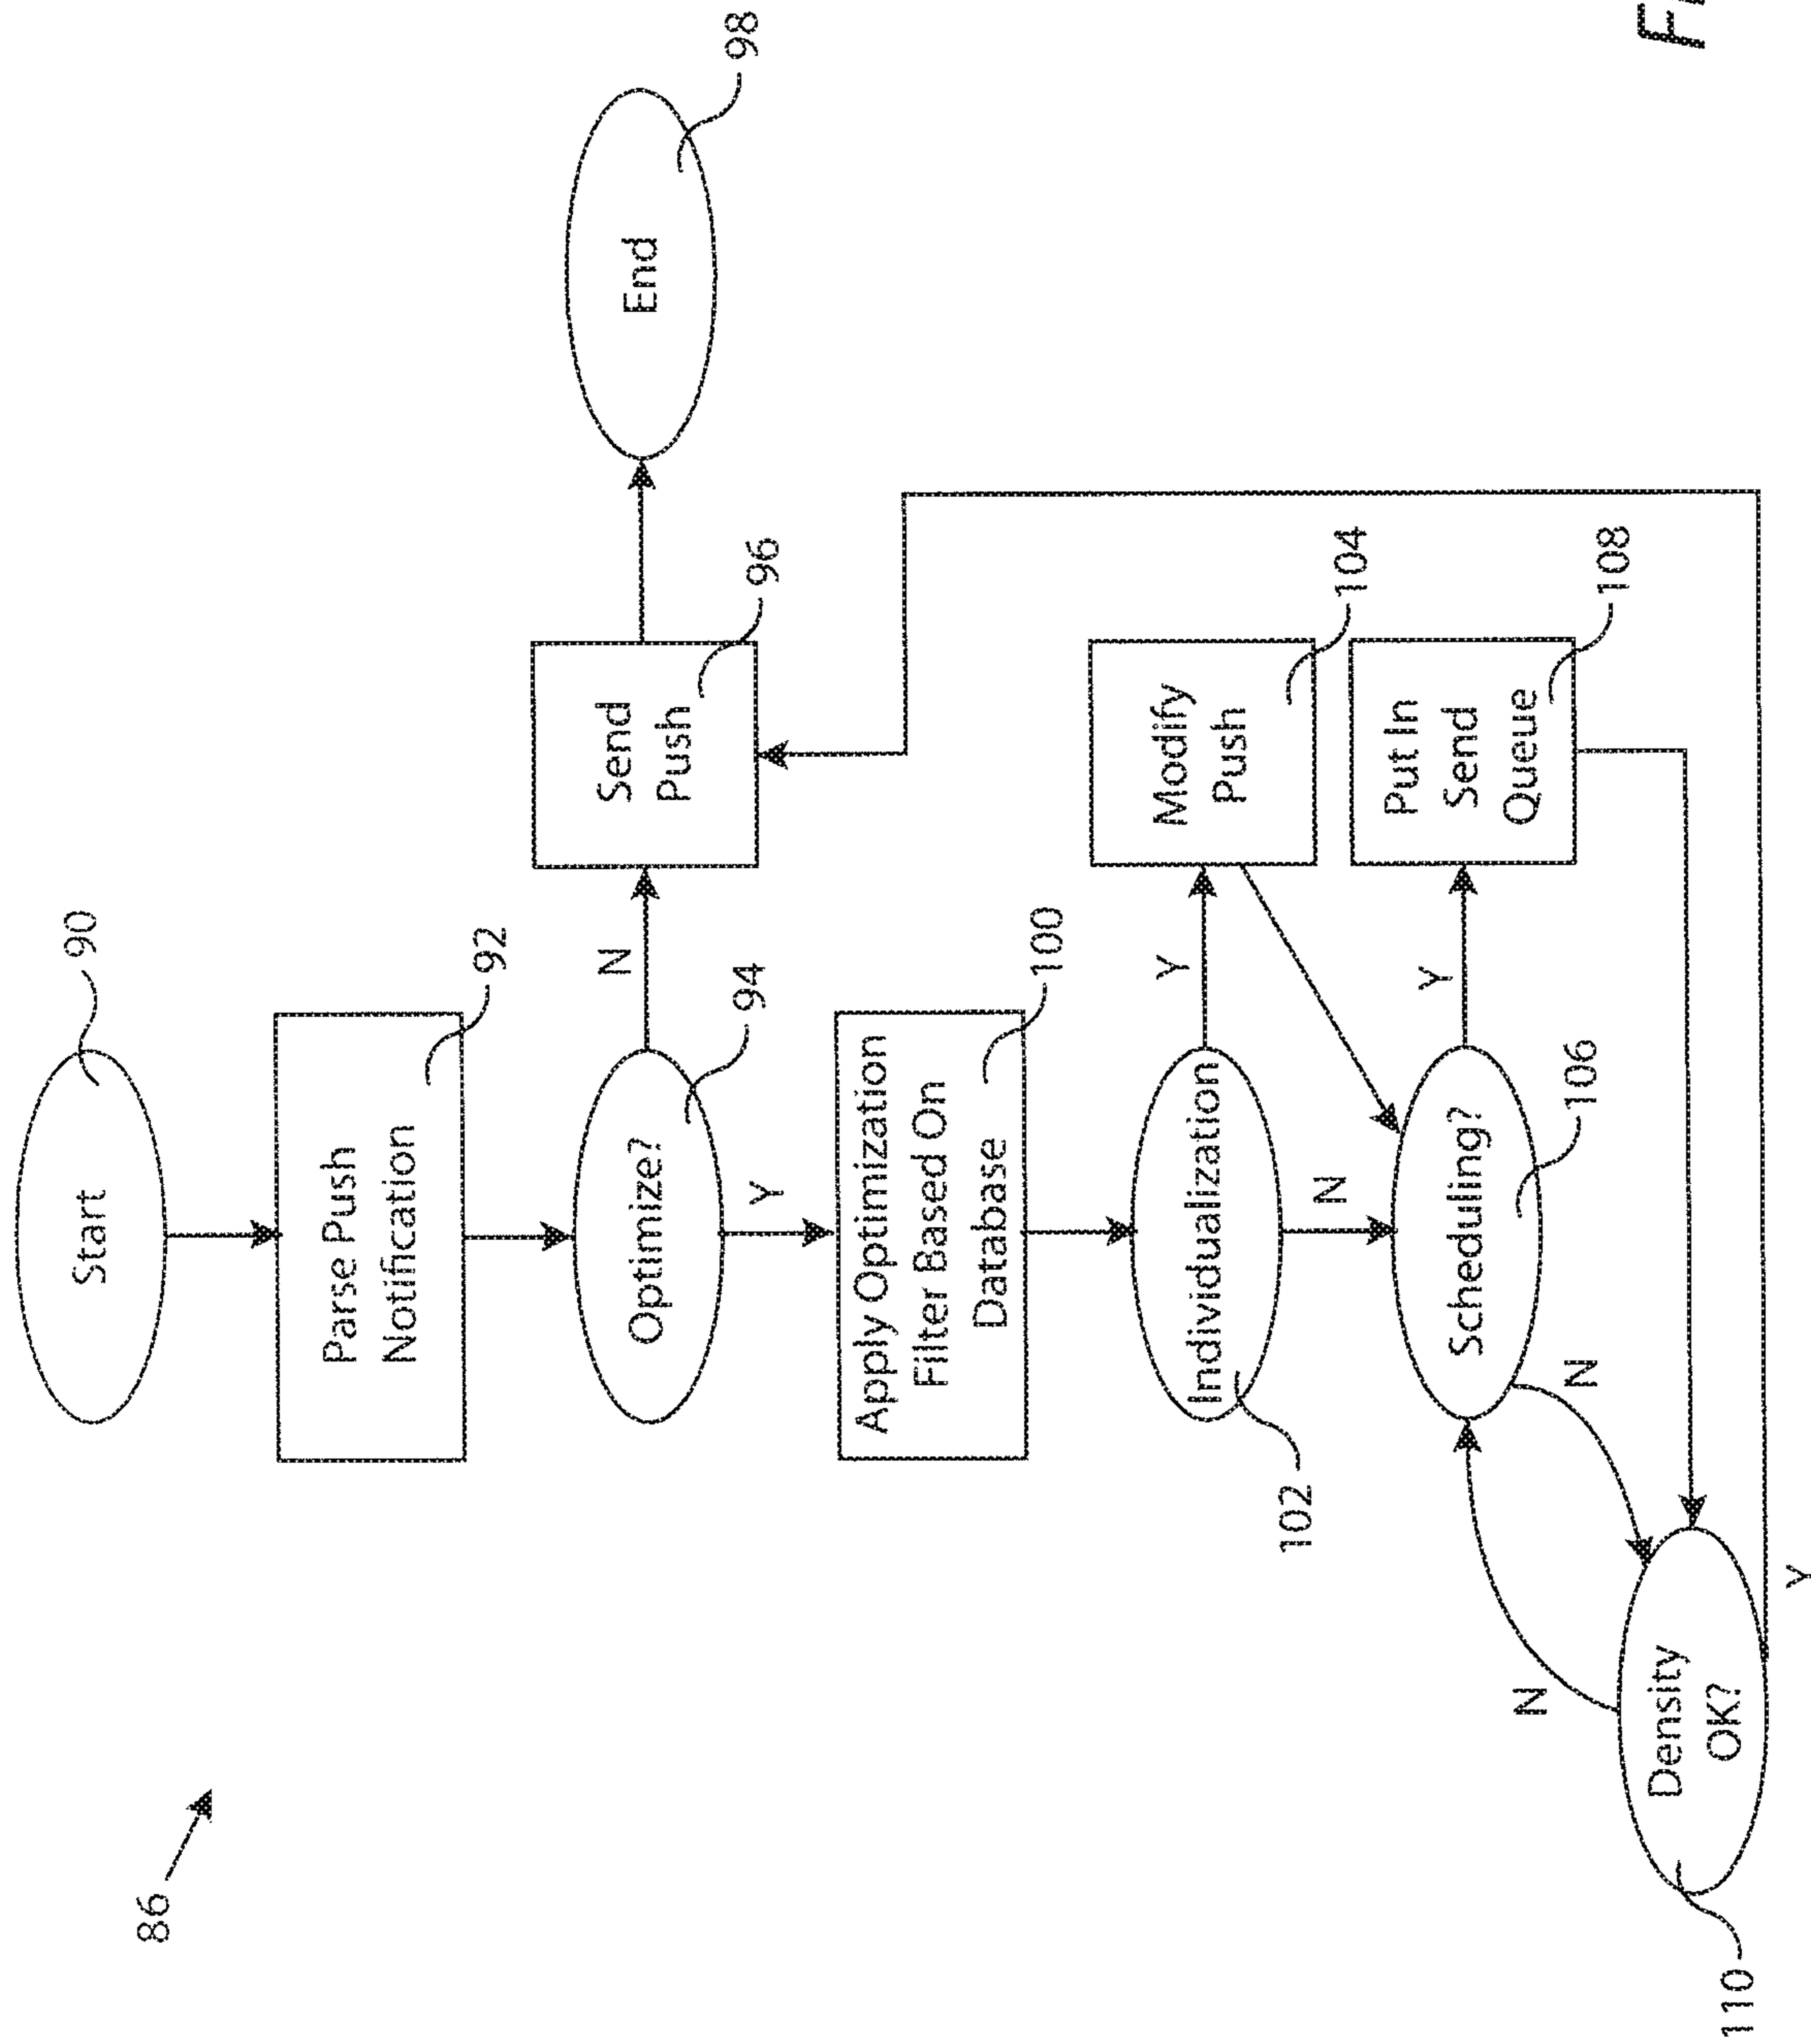 86
Start
90
Parse Push
Notification
92
Optimize?
94
N
Y
Send
Push
96
End
98
Apply Optimization
Filter Based On
Database
100
Individualization
102
Y
N
Modify
Push
104
Scheduling?
106
Y
N
Put In
Send
Queue
108
N
Density
OK?
110
Y